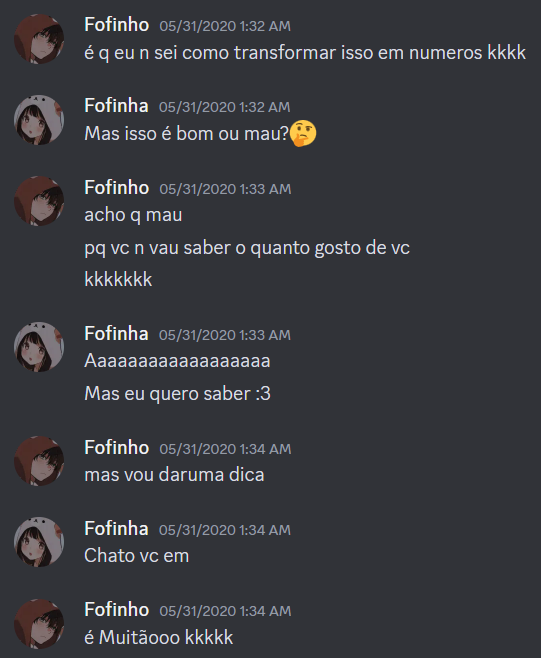 Fofinho 05/31/2020 1:32 AM
é q eu n sei como transformar isso em numeros kkkk
Fofinha 05/31/2020 1:32 AM
Mas isso é bom ou mau?🤔
Fofinho 05/31/2020 1:33 AM
acho q mau
pq vc n vau saber o quanto gosto de vc
kkkkkkk
Fofinha 05/31/2020 1:33 AM
Aaaaaaaaaaaaaaaaaa
Mas eu quero saber :3
Fofinho 05/31/2020 1:34 AM
mas vou daruma dica
Fofinha 05/31/2020 1:34 AM
Chato vc em
Fofinho 05/31/2020 1:34 AM
é Muitãooo kkkkk